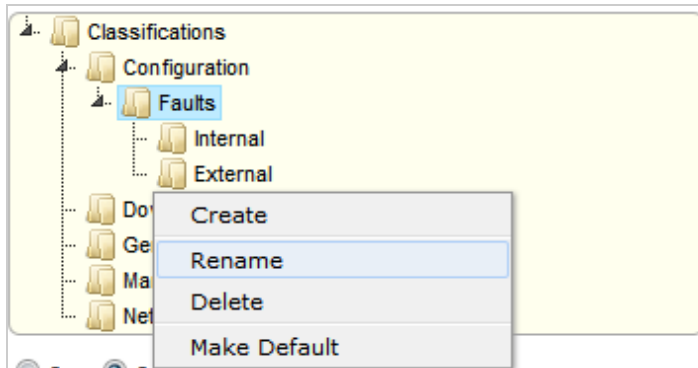 Classifications
Configuration
Faults
Internal
External
Create
Rename
Delete
Make Default